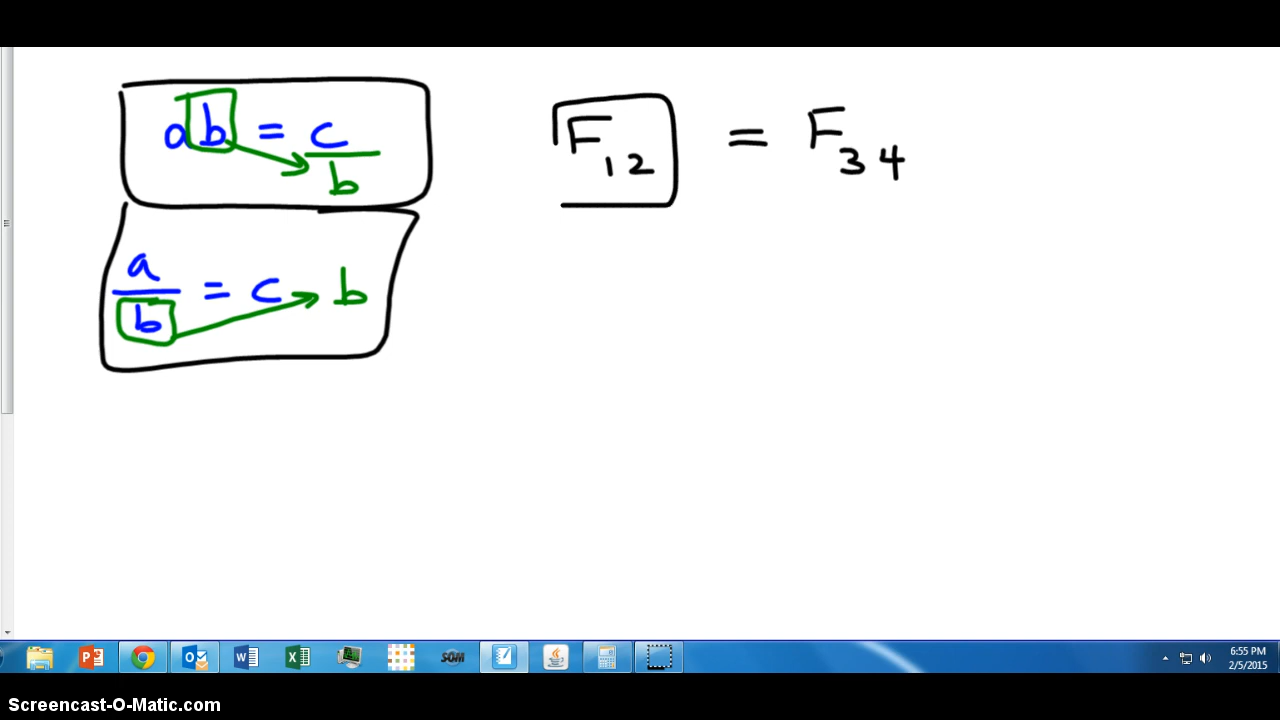 ab = c/b
F₁₂ = F₃₄
a/b = c b
6:55 PM
2/5/2015
Screencast-O-Matic.com